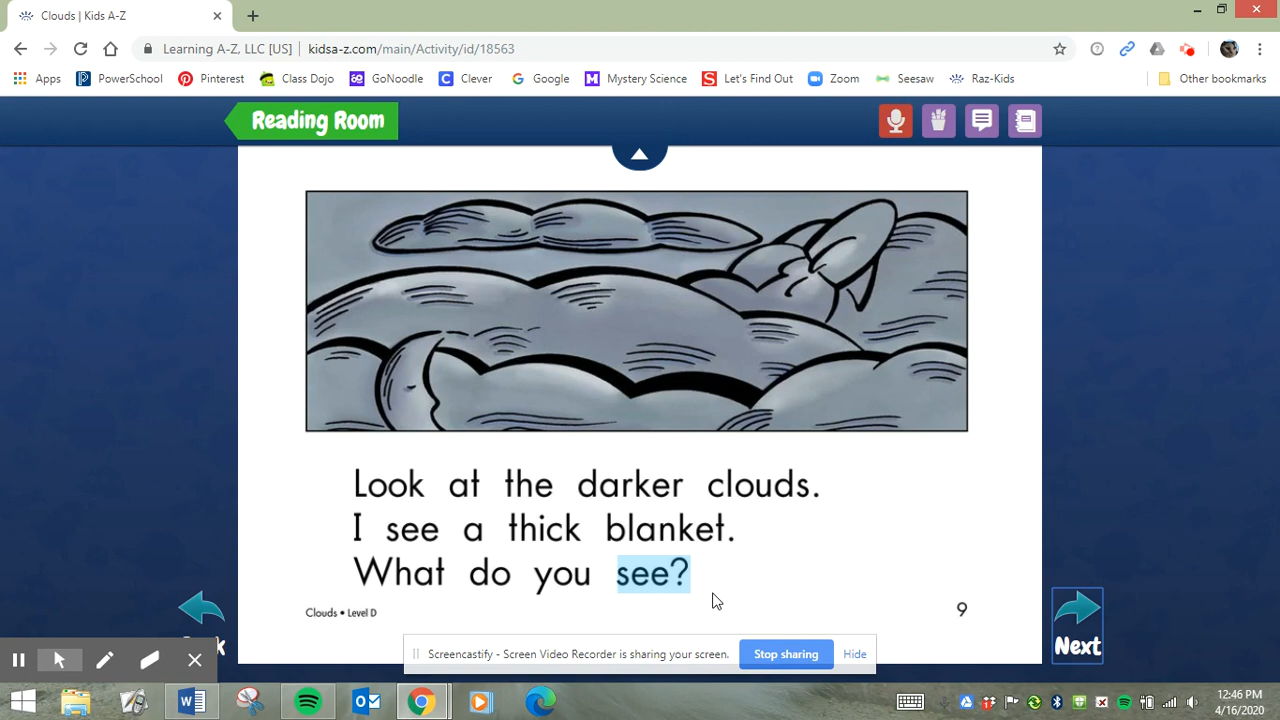 Clouds | Kids A-Z
Learning A-Z, LLC [US] | kidsa-z.com/main/Activity/id/18563
Apps PowerSchool Pinterest Class Dojo GoNoodle Clever Google Mystery Science Let's Find Out Zoom Seesaw Raz-Kids Other bookmarks
Reading Room
Look at the darker clouds.
I see a thick blanket.
What do you see?
Clouds • Level D 9
Next
Screencastify - Screen Video Recorder is sharing your screen. Stop sharing Hide
12:46 PM
4/16/2020